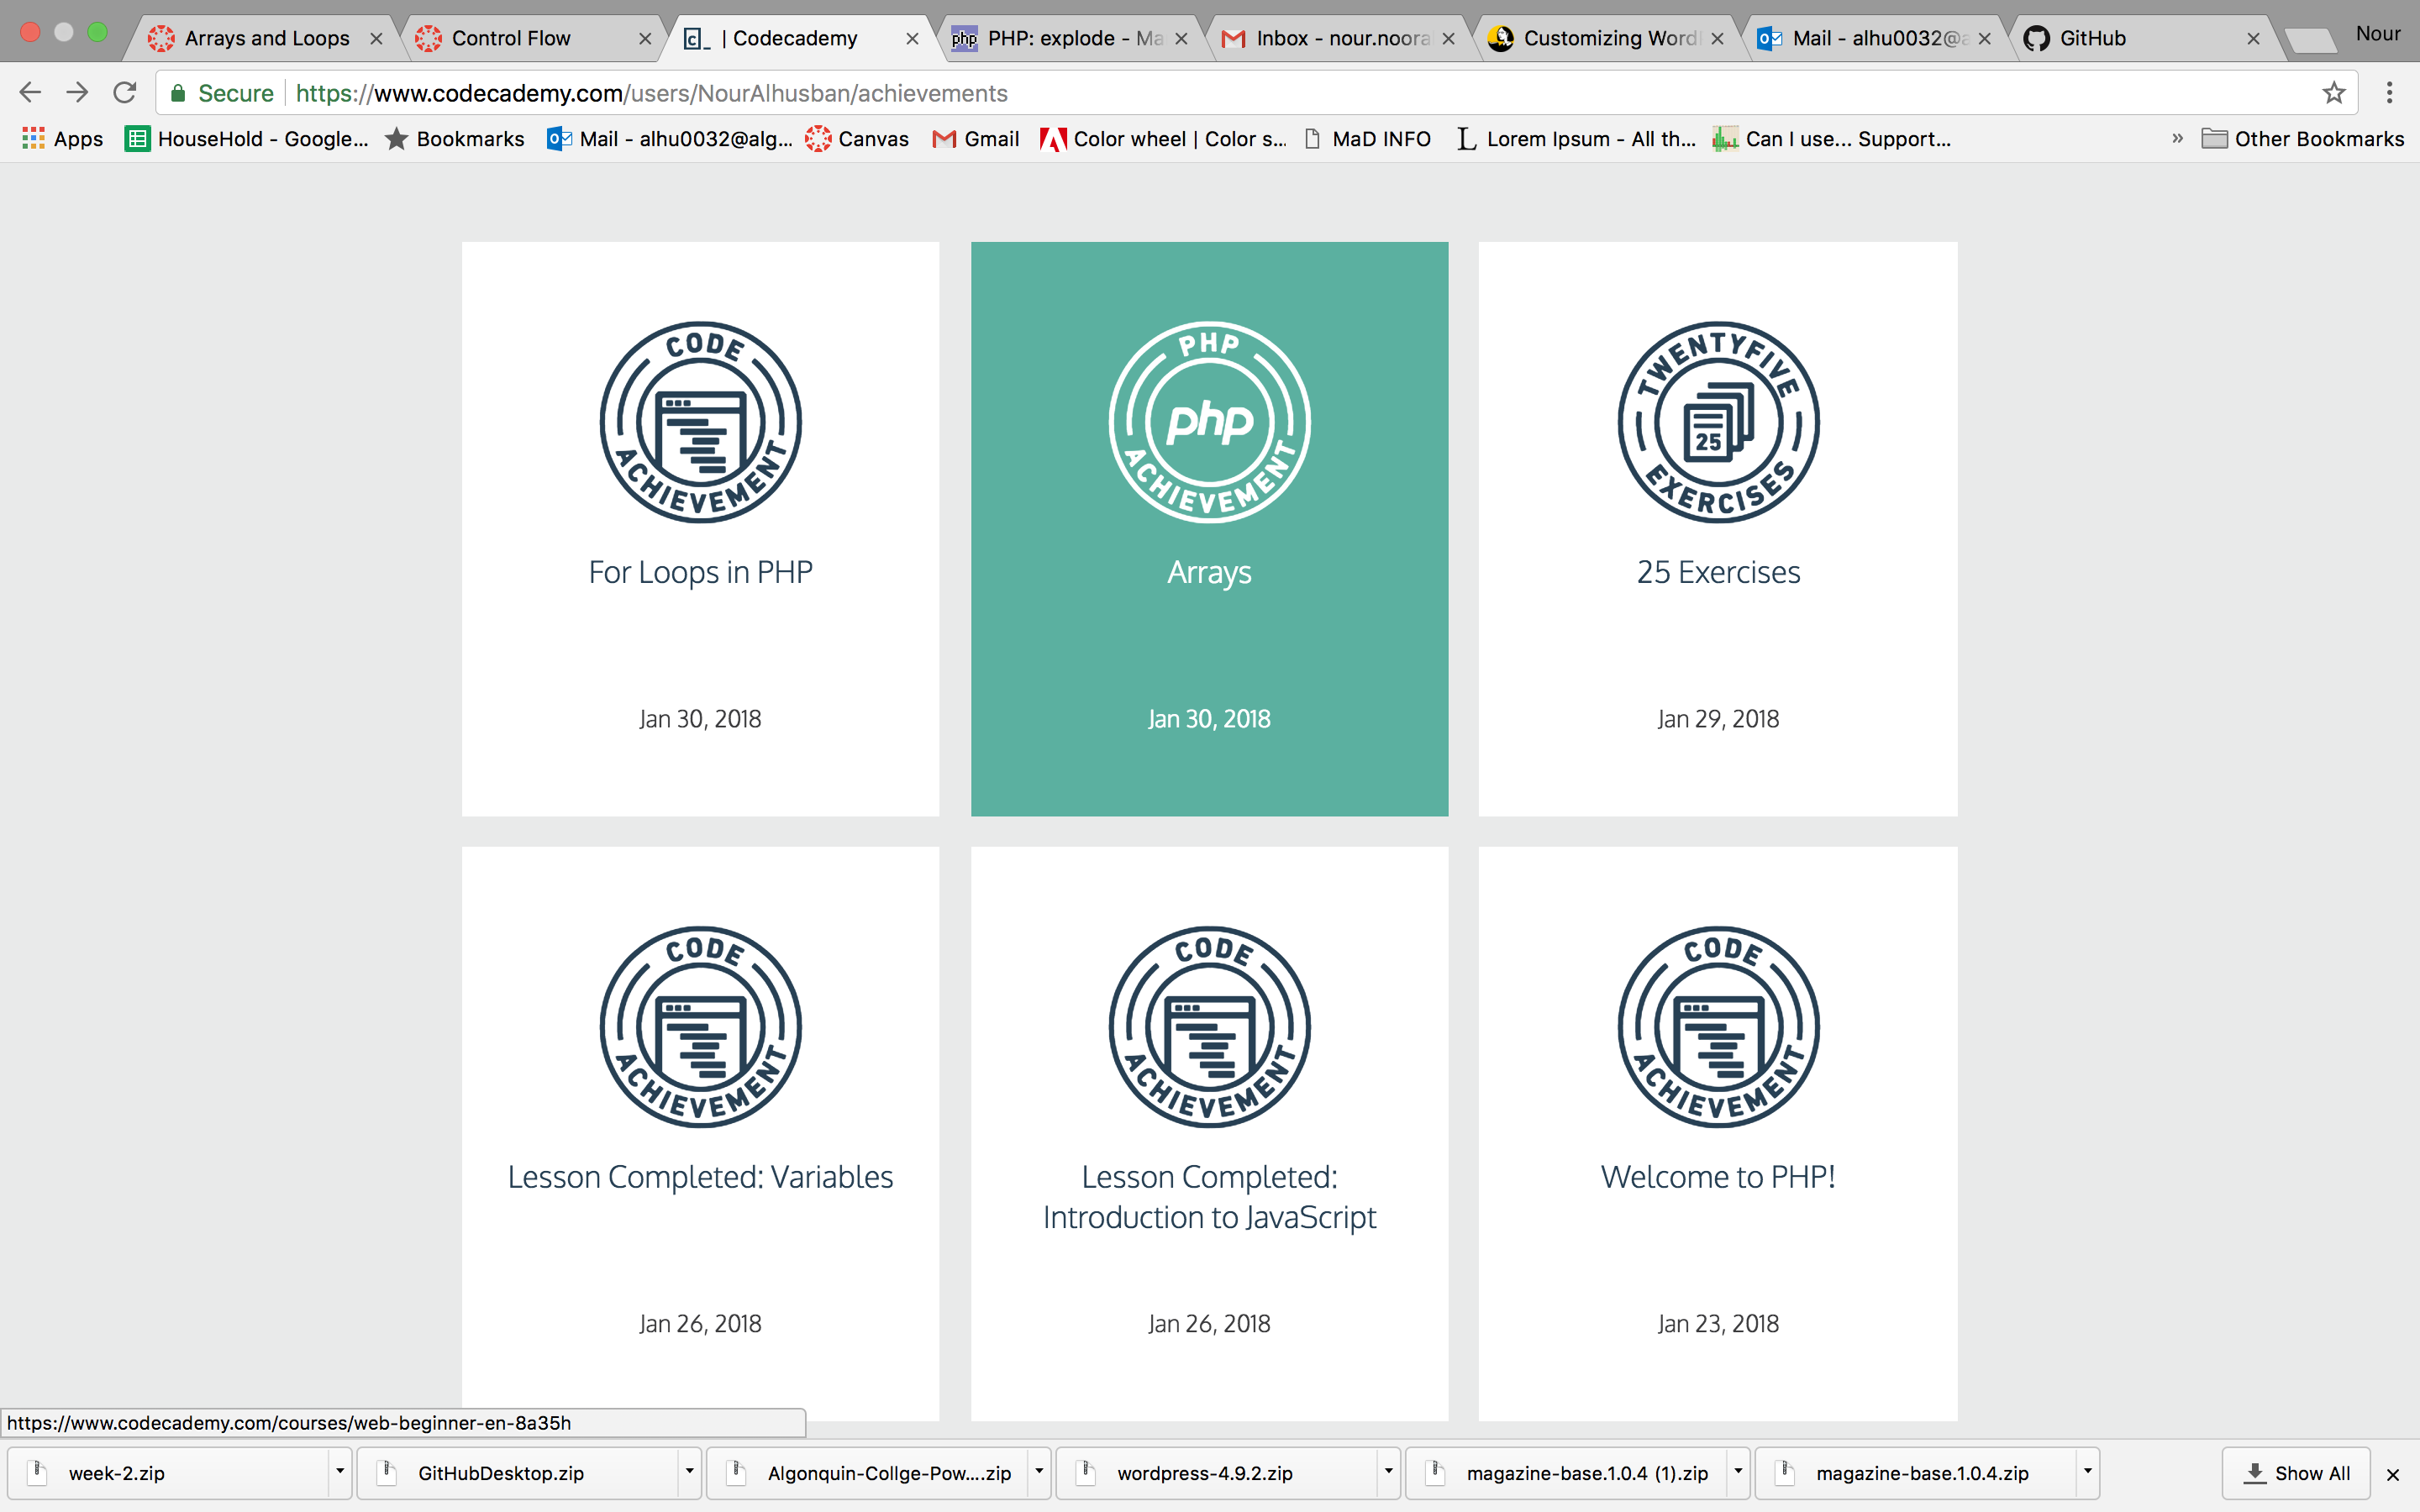 Arrays and Loops
Control Flow
c_ | Codecademy
php PHP: explode - Ma
Inbox - nour.noora
Customizing Word
Mail - alhu0032@a
GitHub
Nour
Secure https://www.codecademy.com/users/NourAlhusban/achievements
Apps
HouseHold - Google...
Bookmarks
Mail - alhu0032@alg...
Canvas
Gmail
Color wheel | Color s...
MaD INFO
Lorem Ipsum - All th...
Can I use... Support...
»
Other Bookmarks
CODE ACHIEVEMENT
For Loops in PHP
Jan 30, 2018
PHP ACHIEVEMENT
php
Arrays
Jan 30, 2018
TWENTYFIVE EXERCISES
25
25 Exercises
Jan 29, 2018
CODE ACHIEVEMENT
Lesson Completed: Variables
Jan 26, 2018
CODE ACHIEVEMENT
Lesson Completed:
Introduction to JavaScript
Jan 26, 2018
CODE ACHIEVEMENT
Welcome to PHP!
Jan 23, 2018
https://www.codecademy.com/courses/web-beginner-en-8a35h
week-2.zip
GitHubDesktop.zip
Algonquin-Collge-Pow....zip
wordpress-4.9.2.zip
magazine-base.1.0.4 (1).zip
magazine-base.1.0.4.zip
Show All